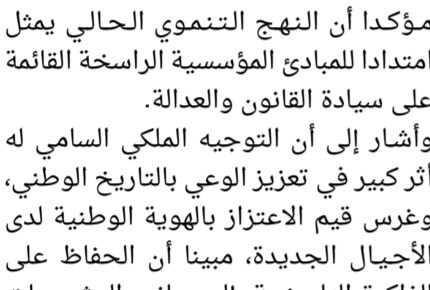 مؤكدا أن النهج التنموي الحالي يمثل
امتدادا للمبادئ المؤسسية الراسخة القائمة
على سيادة القانون والعدالة.
وأشار إلى أن التوجيه الملكي السامي له
أثر كبير في تعزيز الوعي بالتاريخ الوطني،
وغرس قيم الاعتزاز بالهوية الوطنية لدى
الأجيال الجديدة، مبينا أن الحفاظ على